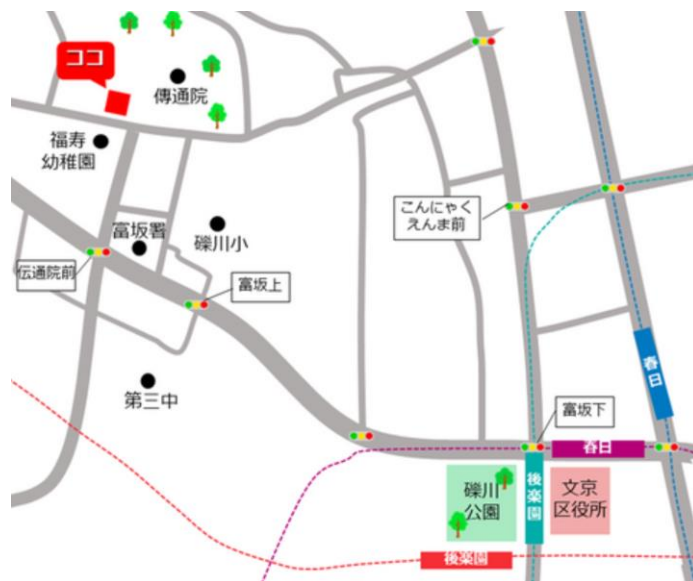 ココ
傳通院
福寿
幼稚園
こんにゃく
えんま前
富坂署
礫川小
伝通院前
富坂上
春日
第三中
富坂下
春日
後楽園
礫川
公園
文京
区役所
後楽園